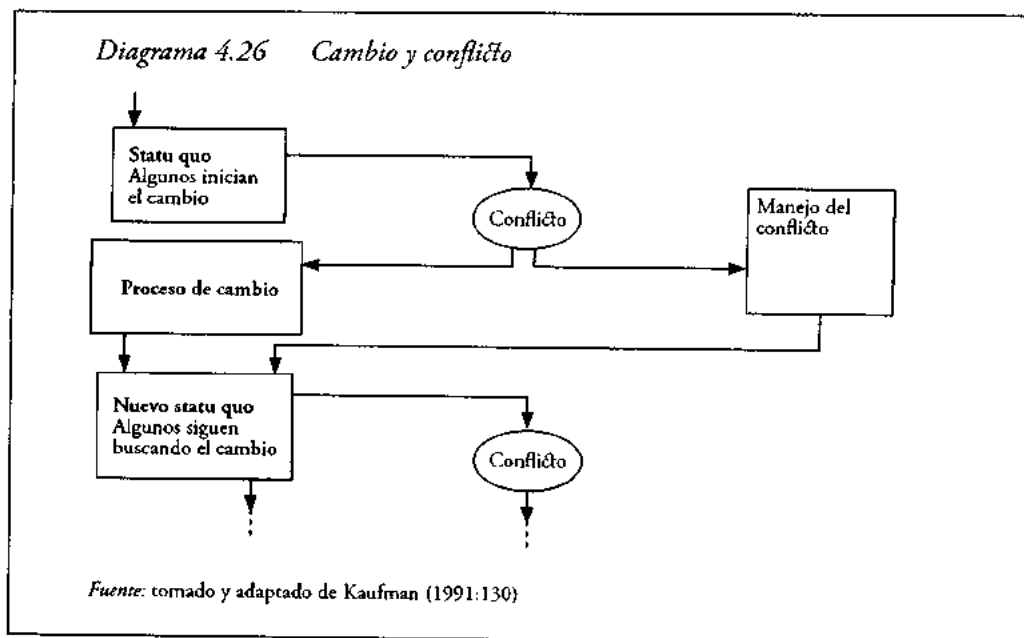 Diagrama 4.26 Cambio y conflicto
Statu quo
Algunos inician
el cambio
Conflicto
Manejo del
conflicto
Proceso de cambio
Nuevo statu quo
Algunos siguen
buscando el cambio
Conflicto
Fuente: tomado y adaptado de Kaufman (1991:130)